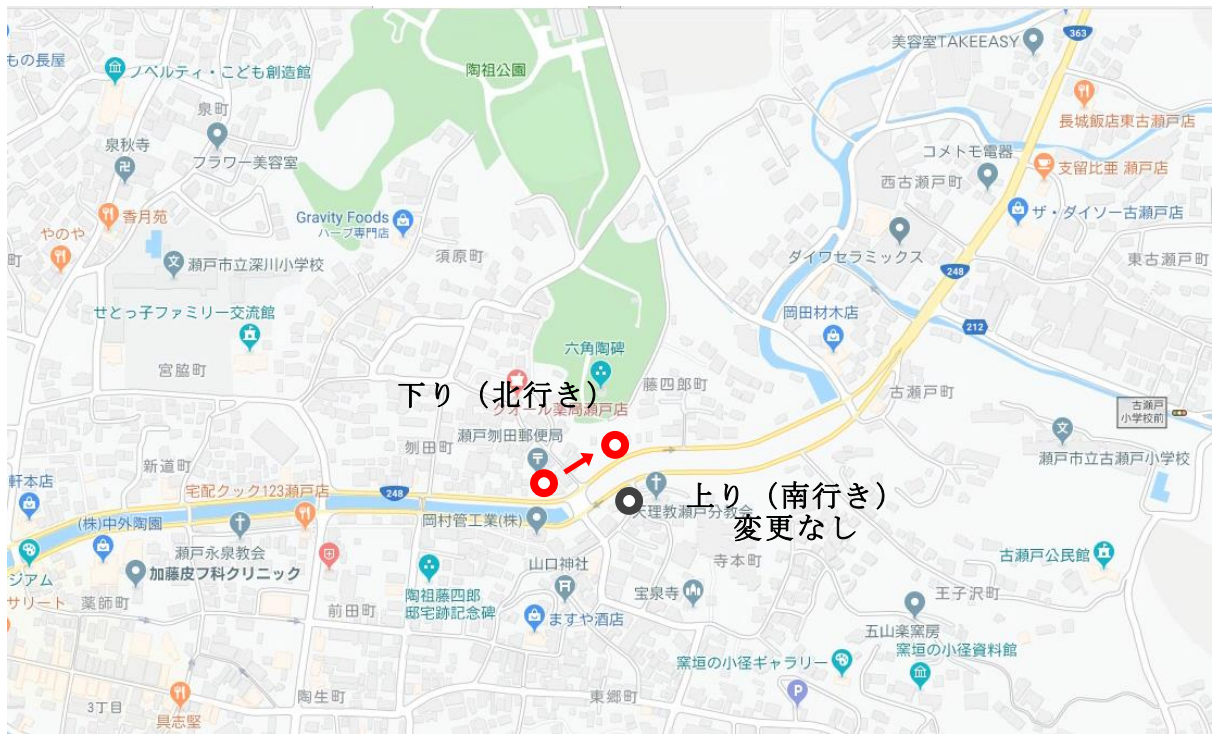 363
美容室TAKEEASY
もの長屋
ノベルティ・こども創造館
陶祖公園
泉町
長城飯店東古瀬戸店
泉秋寺
フラワー美容室
コメトモ電器
支留比亜 瀬戸店
西古瀬戸町
香月苑
Gravity Foods
ハーブ専門店
ザ・ダイソー古瀬戸店
やのや
町
瀬戸市立深川小学校
須原町
ダイワセラミックス
東古瀬戸町
248
せとっ子ファミリー交流館
岡田材木店
212
六角陶碑
宮脇町
下り（北行き）
藤四郎町
古瀬戸町
クオール薬局瀬戸店
古瀬戸
小学校前
瀬戸刎田郵便局
刎田町
新道町
瀬戸市立古瀬戸小学校
軒本店
宅配クック123瀬戸店
248
上り（南行き）
変更なし
天理教瀬戸分教会
(株)中外陶園
岡村管工業(株)
瀬戸永泉教会
寺本町
古瀬戸公民館
ジアム
加藤皮フ科クリニック
山口神社
サリート
薬師町
前田町
陶祖藤四郎
邸宅跡記念碑
宝泉寺
王子沢町
ますや酒店
五山楽窯房
窯垣の小径資料館
窯垣の小径ギャラリー
陶生町
東郷町
P
3丁目
具志堅